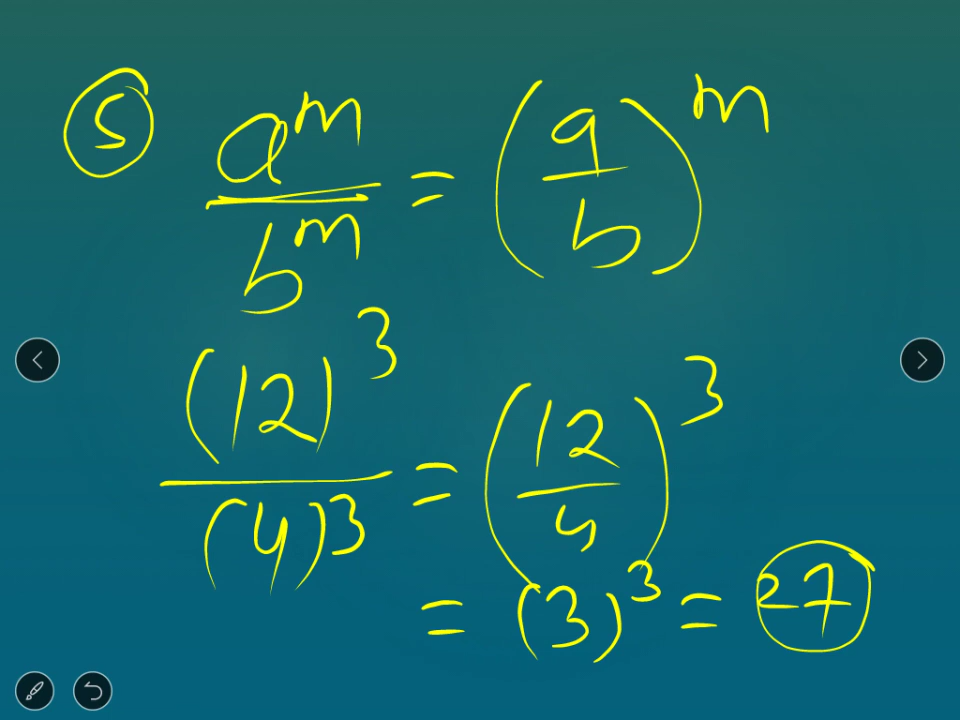 (5) a^m / b^m = (a/b)^m
(12)^3 / (4)^3 = (12/4)^3
= (3)^3 = 27